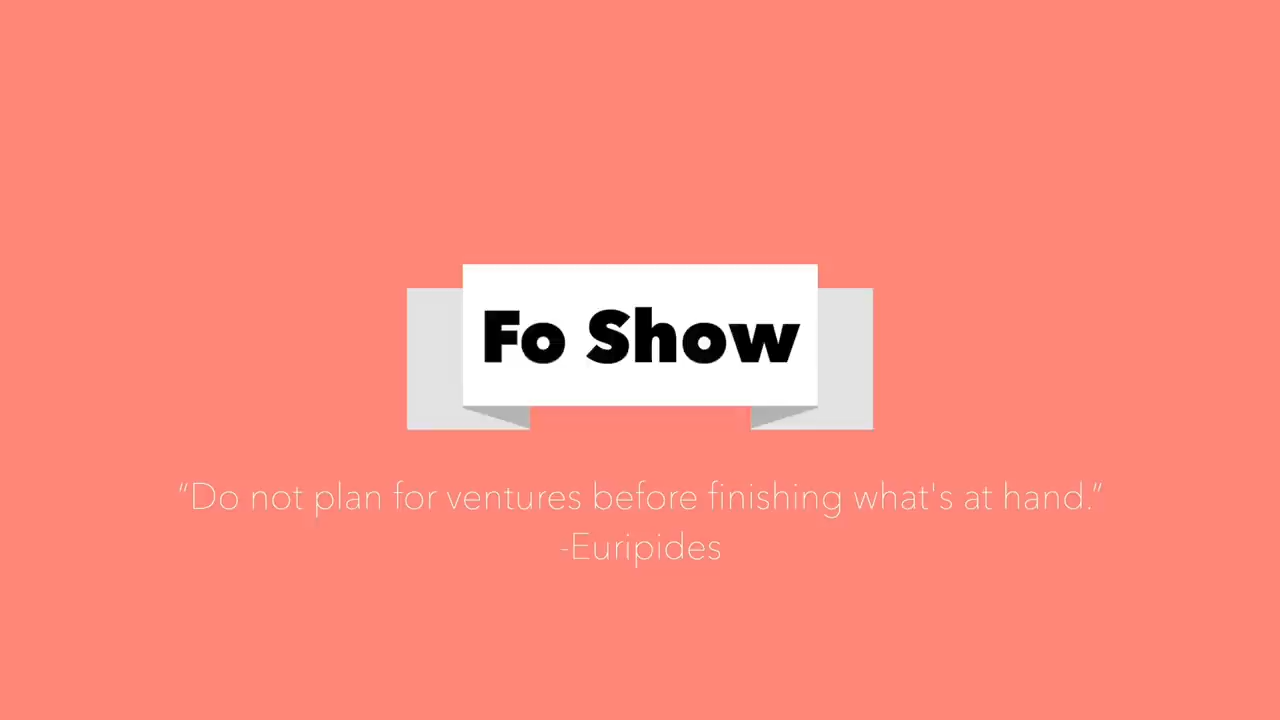 Fo Show
“Do not plan for ventures before finishing what's at hand.”
-Euripides